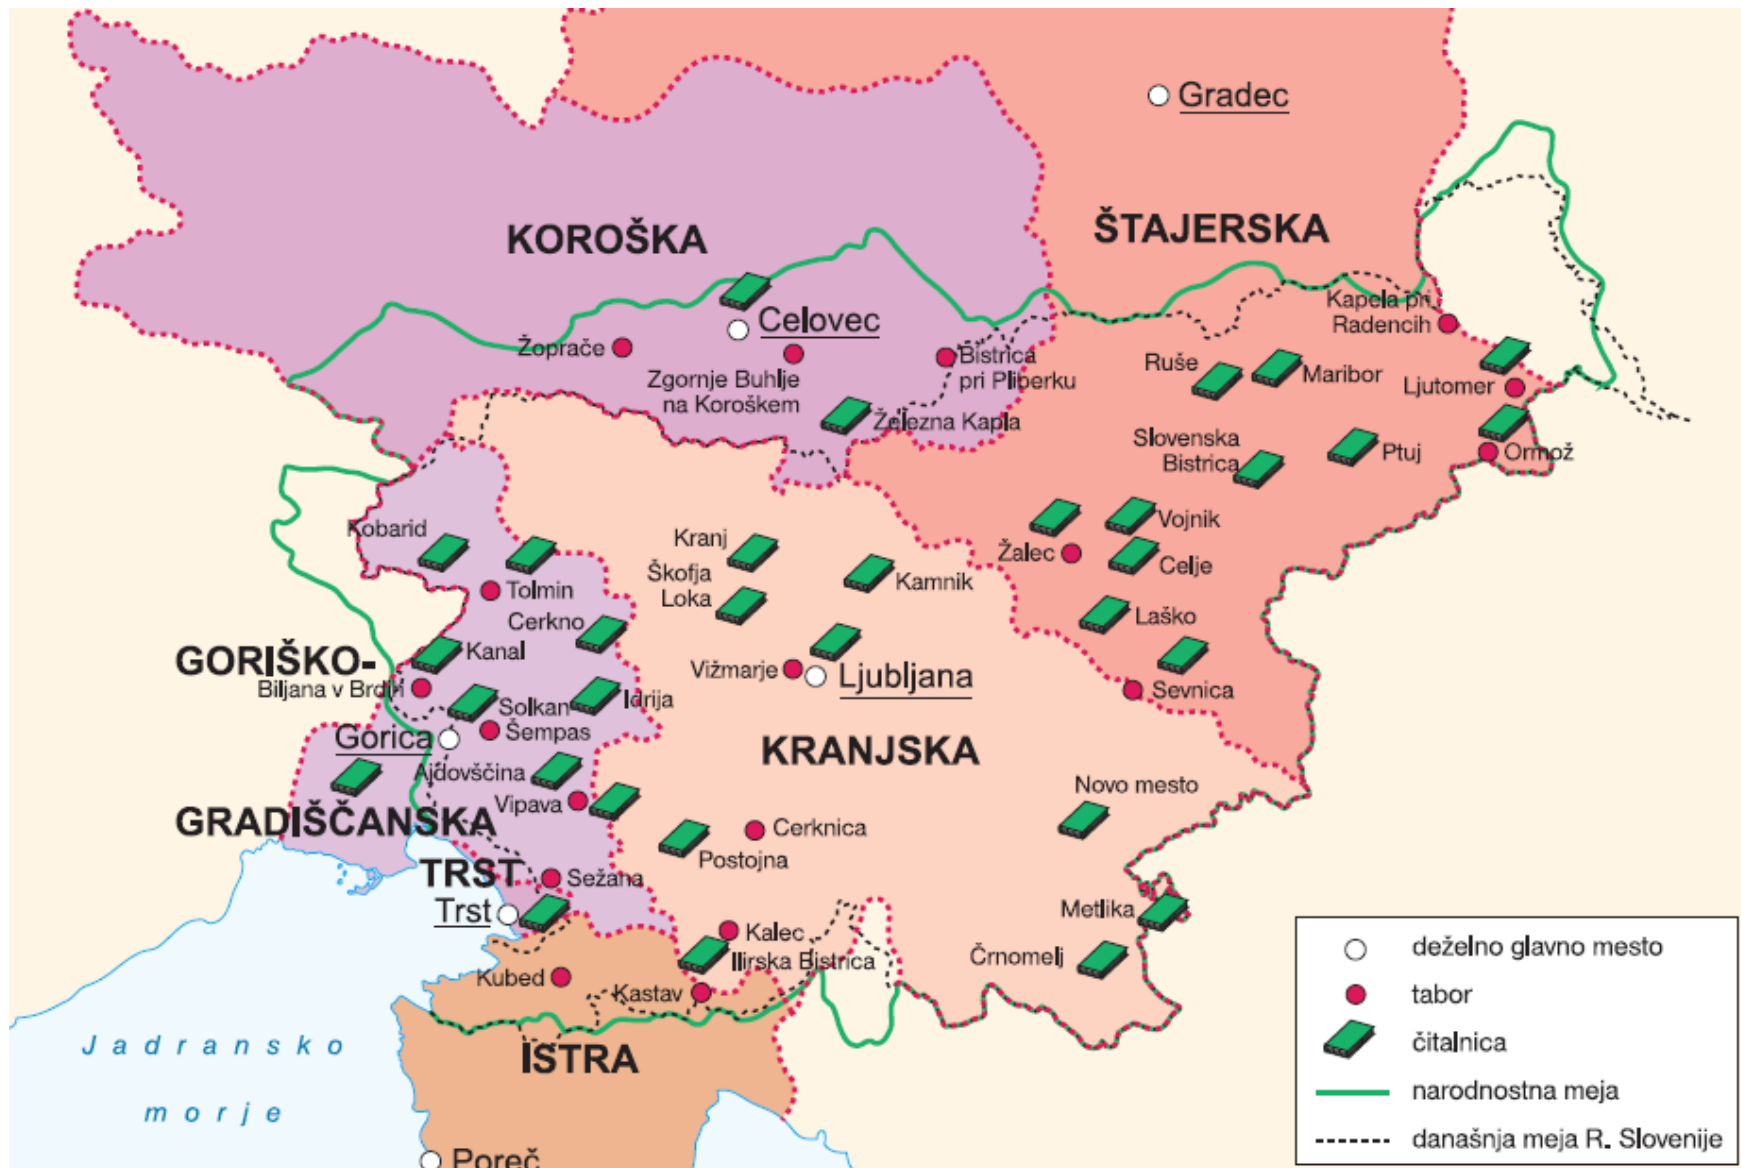 Gradec
KOROŠKA
ŠTAJERSKA
Celovec
Žoprače
Zgornje Buhlje
na Koroškem
Bistrica
pri Pliberku
Železna Kapla
Kapela pri
Radencih
Ruše
Maribor
Ljutomer
Slovenska
Bistrica
Ptuj
Ormož
Kobarid
Tolmin
Cerkno
Kranj
Škofja
Loka
Kamnik
Vojnik
Žalec
Celje
Laško
Sevnica
GORIŠKO-
Kanal
Biljana v Brdih
Solkan
Idrija
Šempas
Gorica
Ajdovščina
Vipava
GRADIŠČANSKA
Vižmarje
Ljubljana
KRANJSKA
Novo mesto
Cerknica
Postojna
TRST
Sežana
Trst
Metlika
Kalec
Ilirska Bistrica
Črnomelj
Kubed
Kastav
ISTRA
Jadransko
morje
Poreč
deželno glavno mesto
tabor
čitalnica
narodnostna meja
današnja meja R. Slovenije